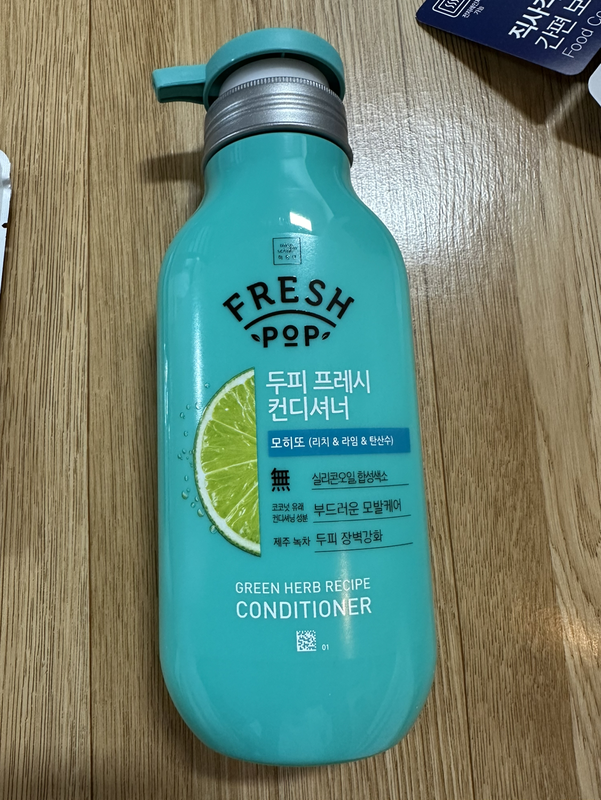 FRESH
POP
두피 프레시
컨디셔너
모히또 (리치 & 라임 & 탄산수)
無 실리콘오일, 합성색소
코코넛 유래
컨디셔닝 성분 부드러운 모발케어
제주 녹차 두피 장벽강화
GREEN HERB RECIPE
CONDITIONER
01
간편
Food